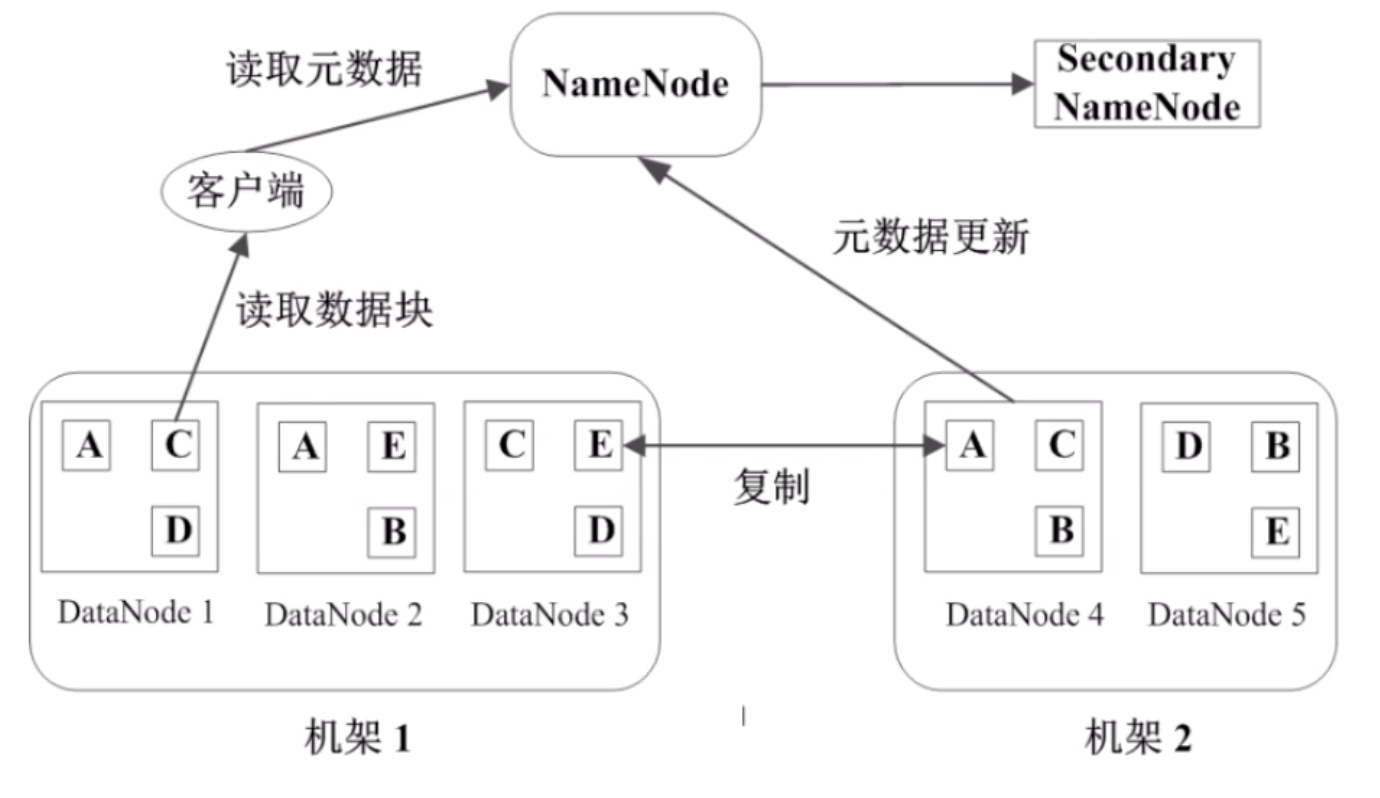 读取元数据
NameNode
Secondary
NameNode
客户端
元数据更新
读取数据块
A C A E C E A C D B
复制
D B D B E
DataNode 1 DataNode 2 DataNode 3 DataNode 4 DataNode 5
机架 1 机架 2